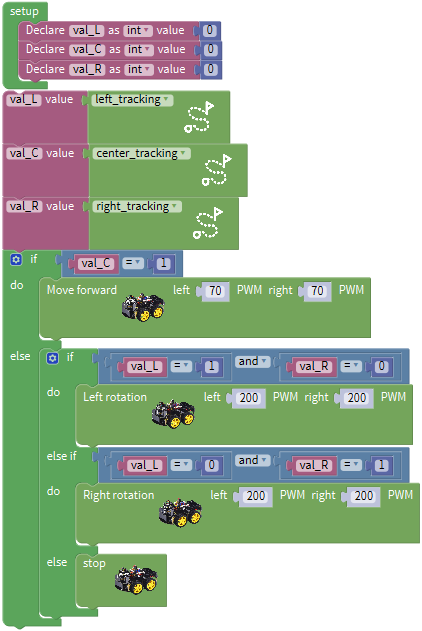 setup
Declare val_L as int value 0
Declare val_C as int value 0
Declare val_R as int value 0
val_L value left_tracking
val_C value center_tracking
val_R value right_tracking
if val_C = 1
do Move forward left 70 PWM right 70 PWM
else if val_L = 1 and val_R = 0
do Left rotation left 200 PWM right 200 PWM
else if val_L = 0 and val_R = 1
do Right rotation left 200 PWM right 200 PWM
else stop